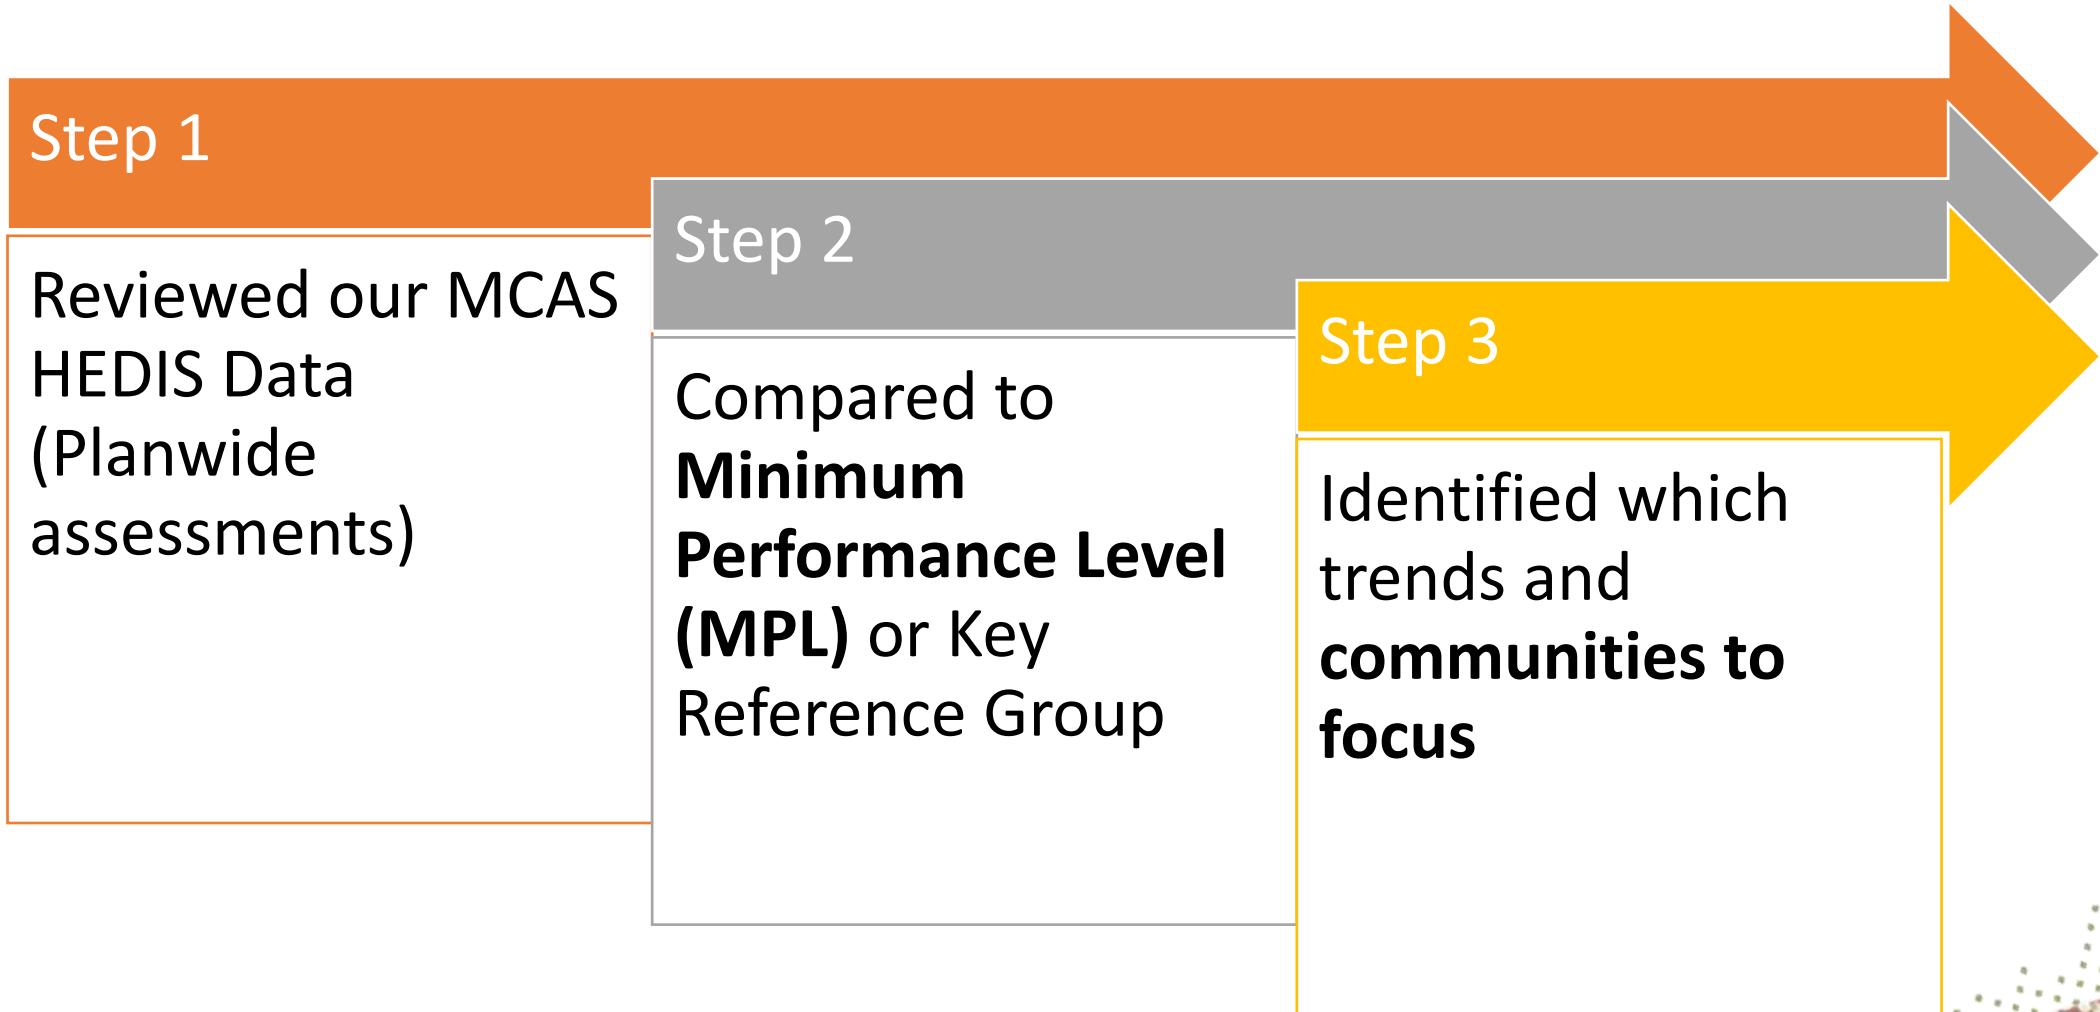 Step 1
Reviewed our MCAS
HEDIS Data
(Planwide
assessments)
Step 2
Compared to
Minimum
Performance Level
(MPL) or Key
Reference Group
Step 3
Identified which
trends and
communities to
focus